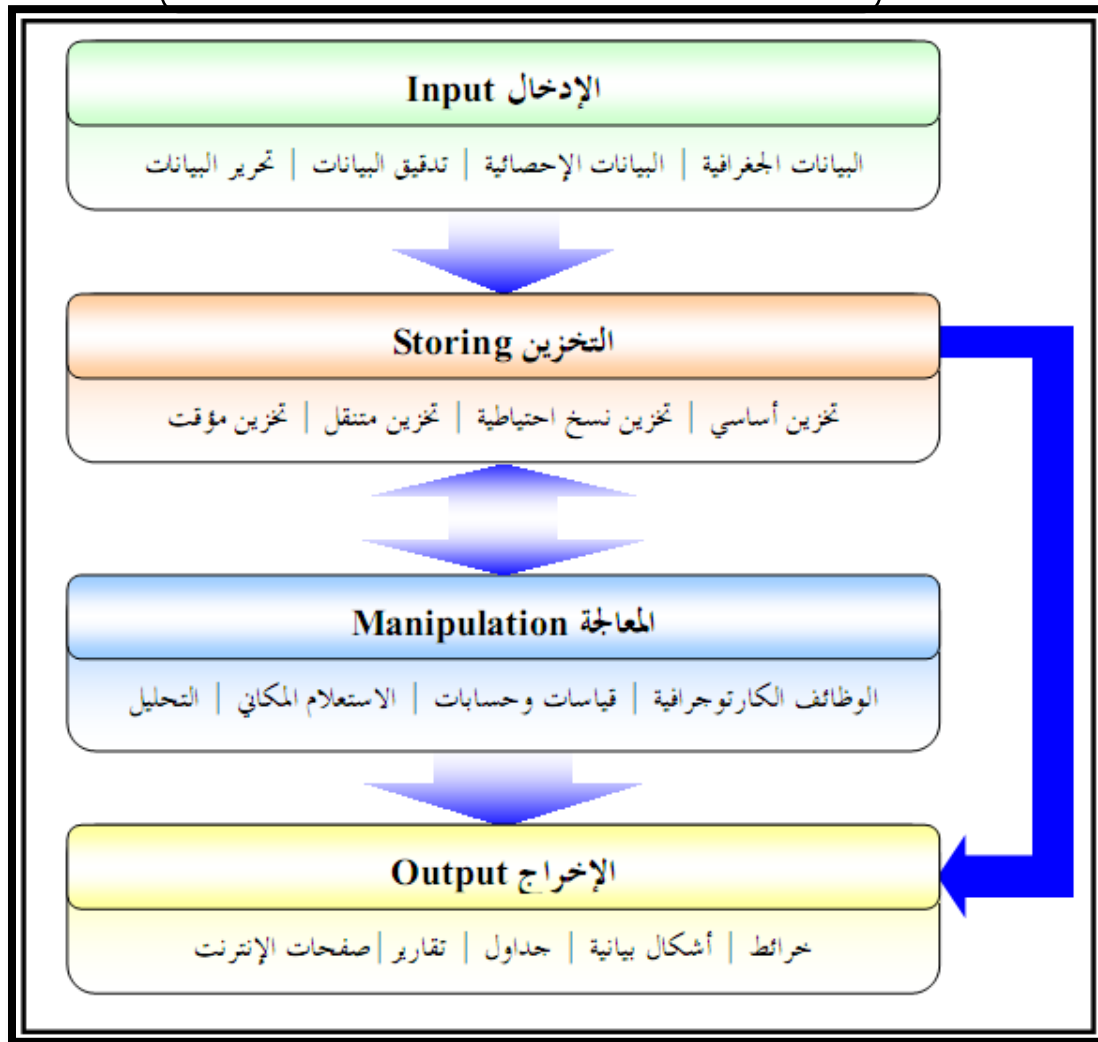 الإدخال Input
البيانات الجغرافية | البيانات الإحصائية | تدقيق البيانات | تحرير البيانات
التخزين Storing
تخزين أساسي | تخزين نسخ احتياطية | تخزين متنقل | تخزين مؤقت
المعالجة Manipulation
الوظائف الكارتوجرافية | قياسات وحسابات | الاستعلام المكاني | التحليل
الإخراج Output
خرائط | أشكال بيانية | جداول | تقارير | صفحات الإنترنت